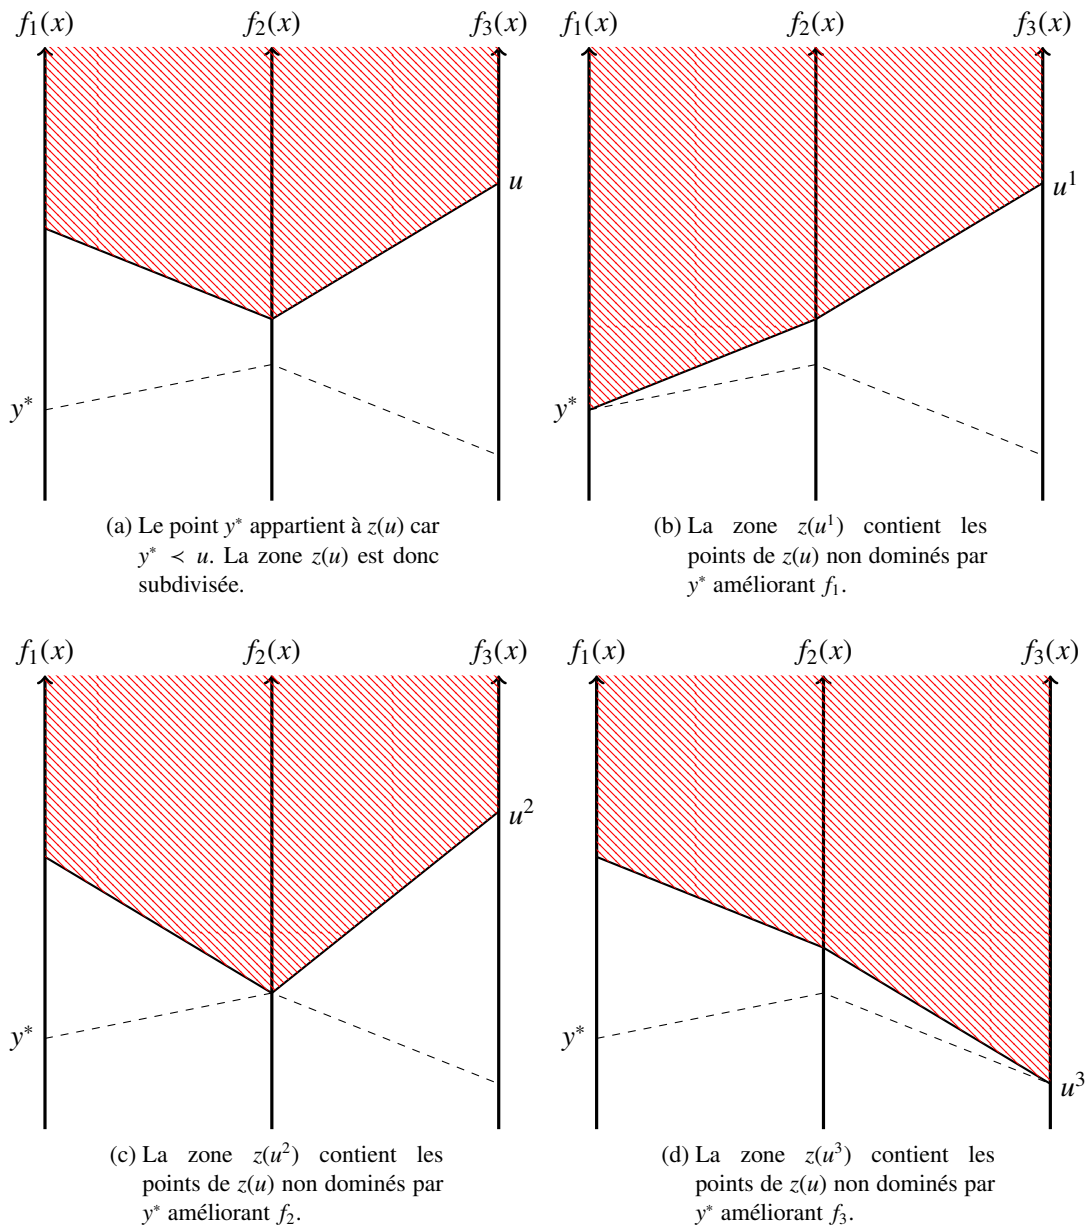 f₁(x) f₂(x) f₃(x) f₁(x) f₂(x) f₃(x)
u
u¹
y* y*
(a) Le point y* appartient à z(u) car
y* ≺ u. La zone z(u) est donc
subdivisée.
(b) La zone z(u¹) contient les
points de z(u) non dominés par
y* améliorant f₁.
f₁(x) f₂(x) f₃(x) f₁(x) f₂(x) f₃(x)
u²
y* y*
u³
(c) La zone z(u²) contient les
points de z(u) non dominés par
y* améliorant f₂.
(d) La zone z(u³) contient les
points de z(u) non dominés par
y* améliorant f₃.